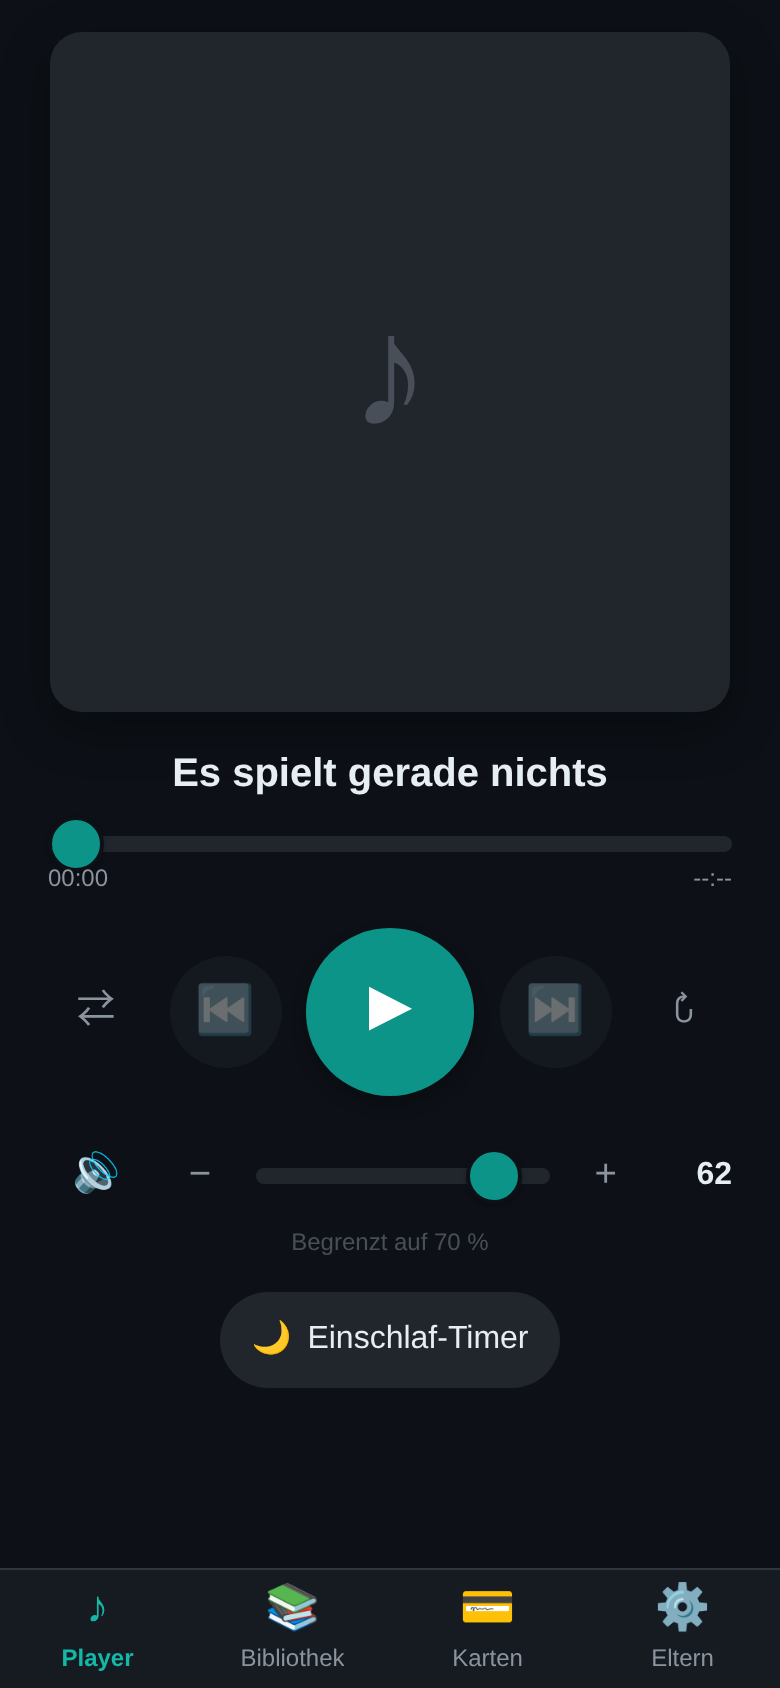 Es spielt gerade nichts
00:00 --:--
− + 62
Begrenzt auf 70 %
Einschlaf-Timer
Player Bibliothek Karten Eltern